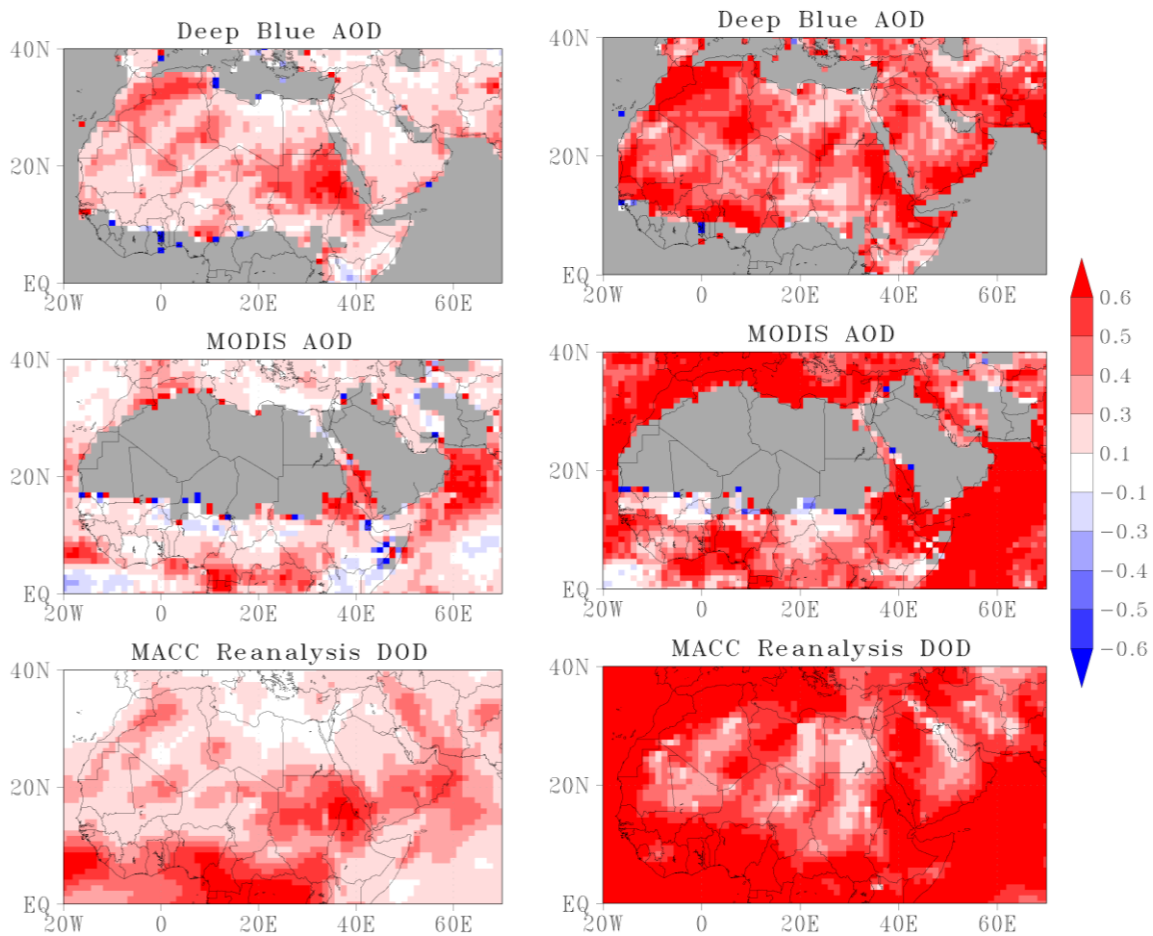 Deep Blue AOD
40N
20N
EQ
20W 0 20E 40E 60E
Deep Blue AOD
40N
20N
EQ
20W 0 20E 40E 60E
MODIS AOD
40N
20N
EQ
20W 0 20E 40E 60E
MODIS AOD
40N
20N
EQ
20W 0 20E 40E 60E
MACC Reanalysis DOD
40N
20N
EQ
20W 0 20E 40E 60E
MACC Reanalysis DOD
40N
20N
EQ
20W 0 20E 40E 60E
0.6
0.5
0.4
0.3
0.1
-0.1
-0.3
-0.4
-0.5
-0.6